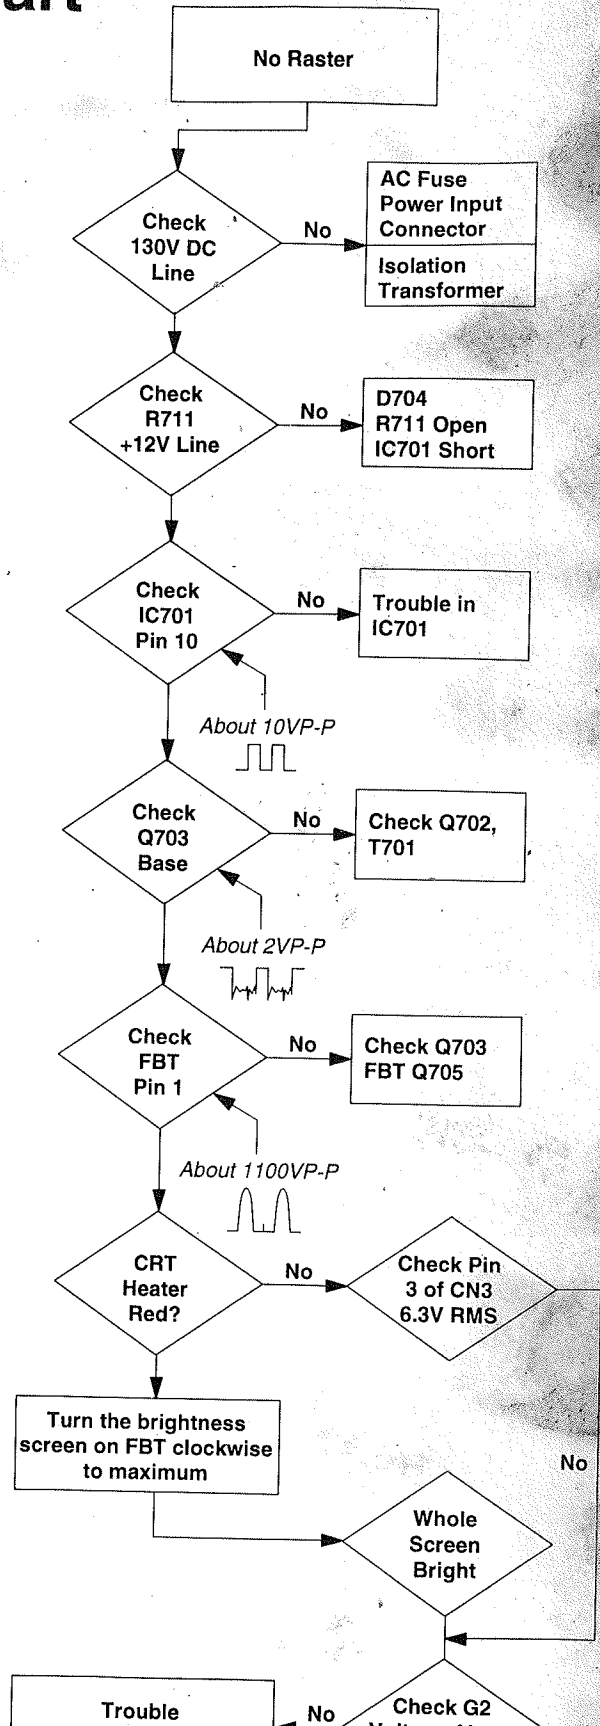 No Raster
Check
130V DC
Line
No
AC Fuse
Power Input
Connector
Isolation
Transformer
Check
R711
+12V Line
No
D704
R711 Open
IC701 Short
Check
IC701
Pin 10
No
Trouble in
IC701
About 10VP-P
Check
Q703
Base
No
Check Q702,
T701
About 2VP-P
Check
FBT
Pin 1
No
Check Q703
FBT Q705
About 1100VP-P
CRT
Heater
Red?
No
Check Pin
3 of CN3
6.3V RMS
Turn the brightness
screen on FBT clockwise
to maximum
No
Whole
Screen
Bright
Trouble
No
Check G2